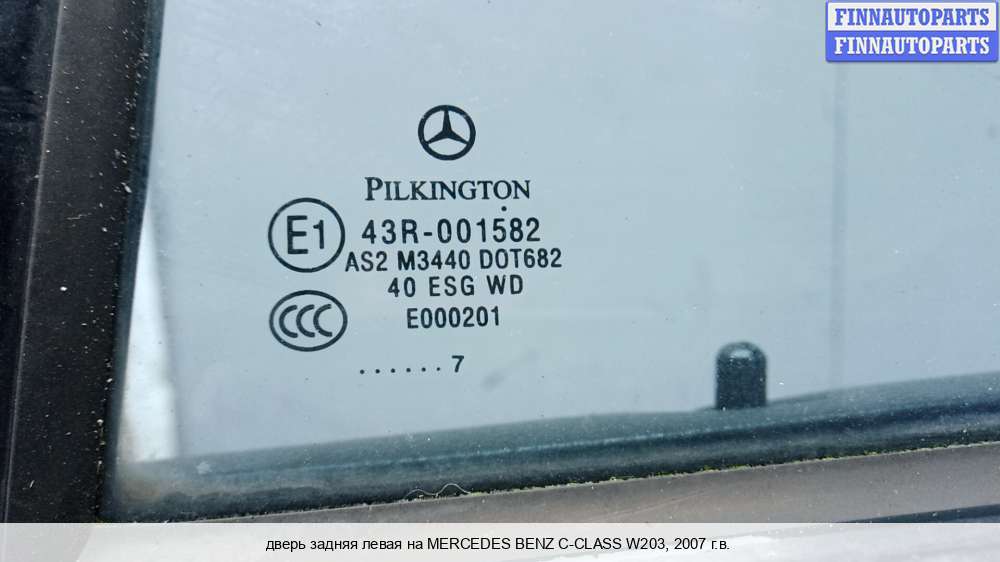 FINNAUTOPARTS
FINNAUTOPARTS
PILKINGTON
E1
43R-001582
AS2 M3440 DOT682
40 ESG WD
E000201
CCC
......7
дверь задняя левая на MERCEDES BENZ C-CLASS W203, 2007 г.в.